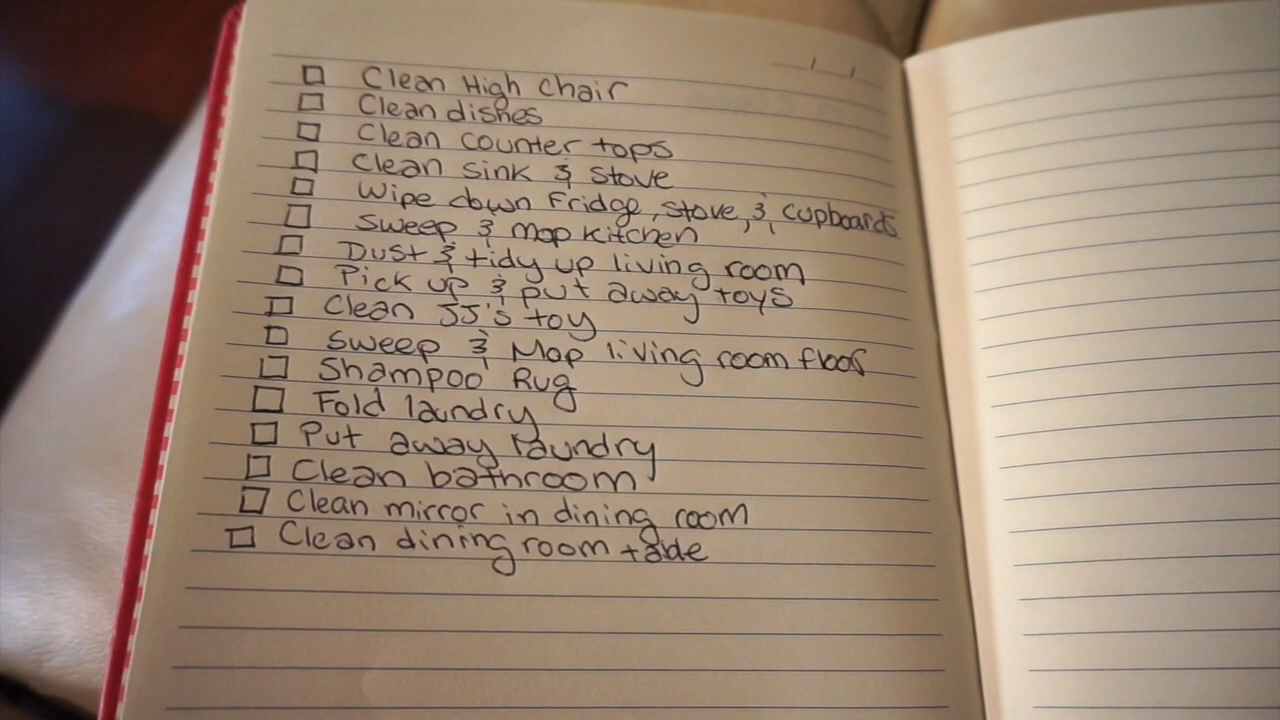 Clean High Chair
Clean dishes
Clean counter tops
Clean sink & stove
Wipe down Fridge, stove, & cupboards
Sweep & mop kitchen
Dust & tidy up living room
Pick up & put away toys
Clean JJ's toy
Sweep & Mop living room floor
Shampoo Rug
Fold laundry
Put away laundry
Clean bathroom
Clean mirror in dining room
Clean dining room table